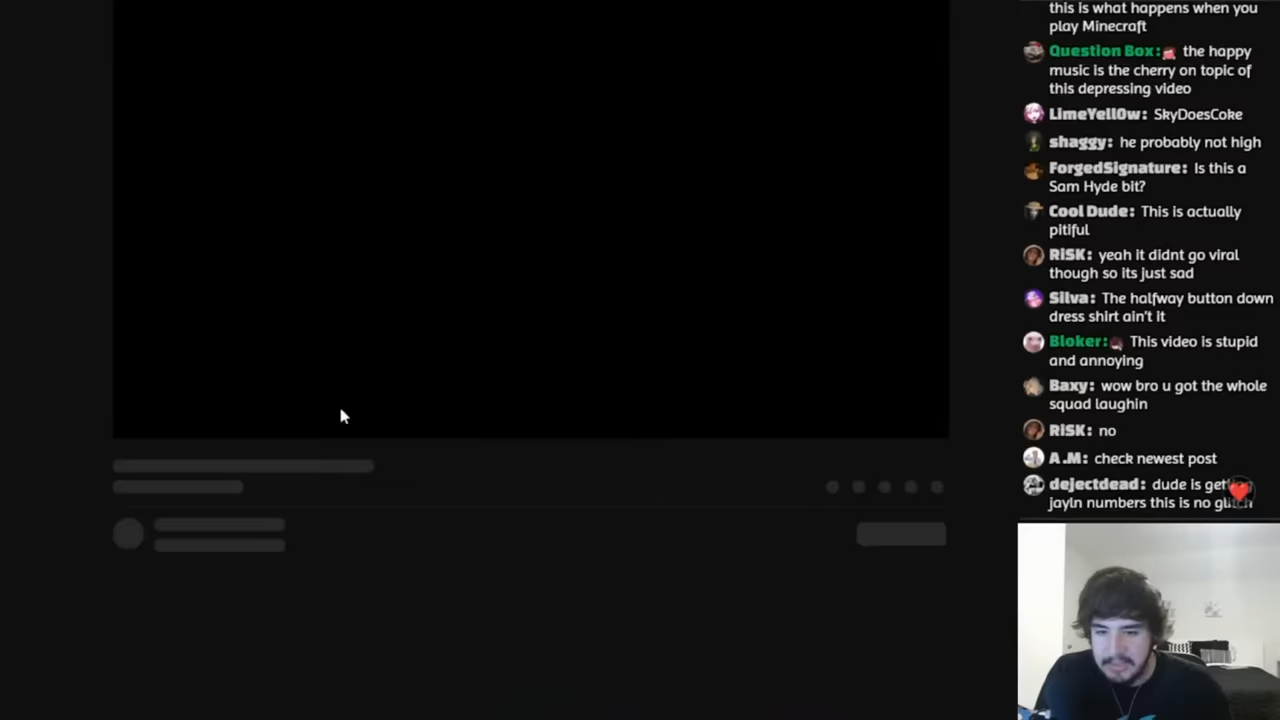 this is what happens when you
play Minecraft
Question Box: the happy
music is the cherry on topic of
this depressing video
LimeYell0w: SkyDoesCoke
shaggy: he probably not high
ForgedSignature: Is this a
Sam Hyde bit?
Cool Dude: This is actually
pitiful
RiSK: yeah it didnt go viral
though so its just sad
Silva: The halfway button down
dress shirt ain't it
Bloker: This video is stupid
and annoying
Baxy: wow bro u got the whole
squad laughin
RiSK: no
A.M: check newest post
dejectdead: dude is
jayln numbers this is no glitch